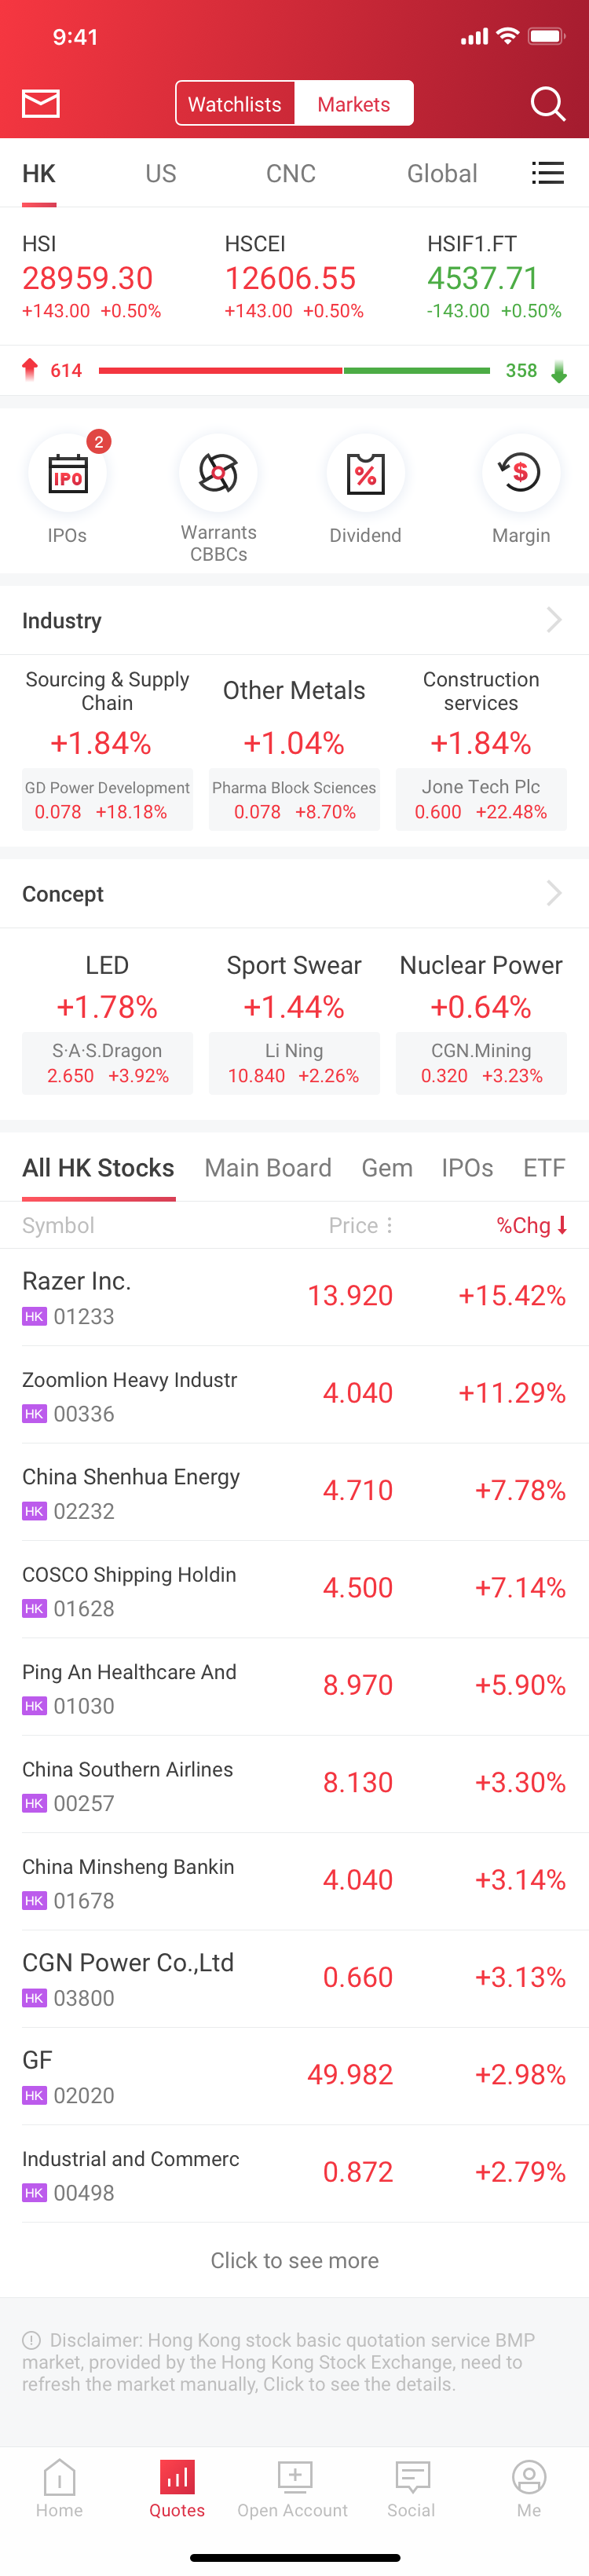 9:41
Watchlists Markets
HK US CNC Global
HSI HSCEI HSIF1.FT
28959.30 12606.55 4537.71
+143.00 +0.50% +143.00 +0.50% -143.00 +0.50%
614 358
IPO 2 % $
IPOs Warrants Dividend Margin
CBBCs
Industry
Sourcing & Supply Other Metals Construction
Chain services
+1.84% +1.04% +1.84%
GD Power Development Pharma Block Sciences Jone Tech Plc
0.078 +18.18% 0.078 +8.70% 0.600 +22.48%
Concept
LED Sport Swear Nuclear Power
+1.78% +1.44% +0.64%
S·A·S.Dragon Li Ning CGN.Mining
2.650 +3.92% 10.840 +2.26% 0.320 +3.23%
All HK Stocks Main Board Gem IPOs ETF
Symbol Price %Chg
Razer Inc. 13.920 +15.42%
HK 01233
Zoomlion Heavy Industr 4.040 +11.29%
HK 00336
China Shenhua Energy 4.710 +7.78%
HK 02232
COSCO Shipping Holdin 4.500 +7.14%
HK 01628
Ping An Healthcare And 8.970 +5.90%
HK 01030
China Southern Airlines 8.130 +3.30%
HK 00257
China Minsheng Bankin 4.040 +3.14%
HK 01678
CGN Power Co.,Ltd 0.660 +3.13%
HK 03800
GF 49.982 +2.98%
HK 02020
Industrial and Commerc 0.872 +2.79%
HK 00498
Click to see more
Disclaimer: Hong Kong stock basic quotation service BMP
market, provided by the Hong Kong Stock Exchange, need to
refresh the market manually, Click to see the details.
Home Quotes Open Account Social Me